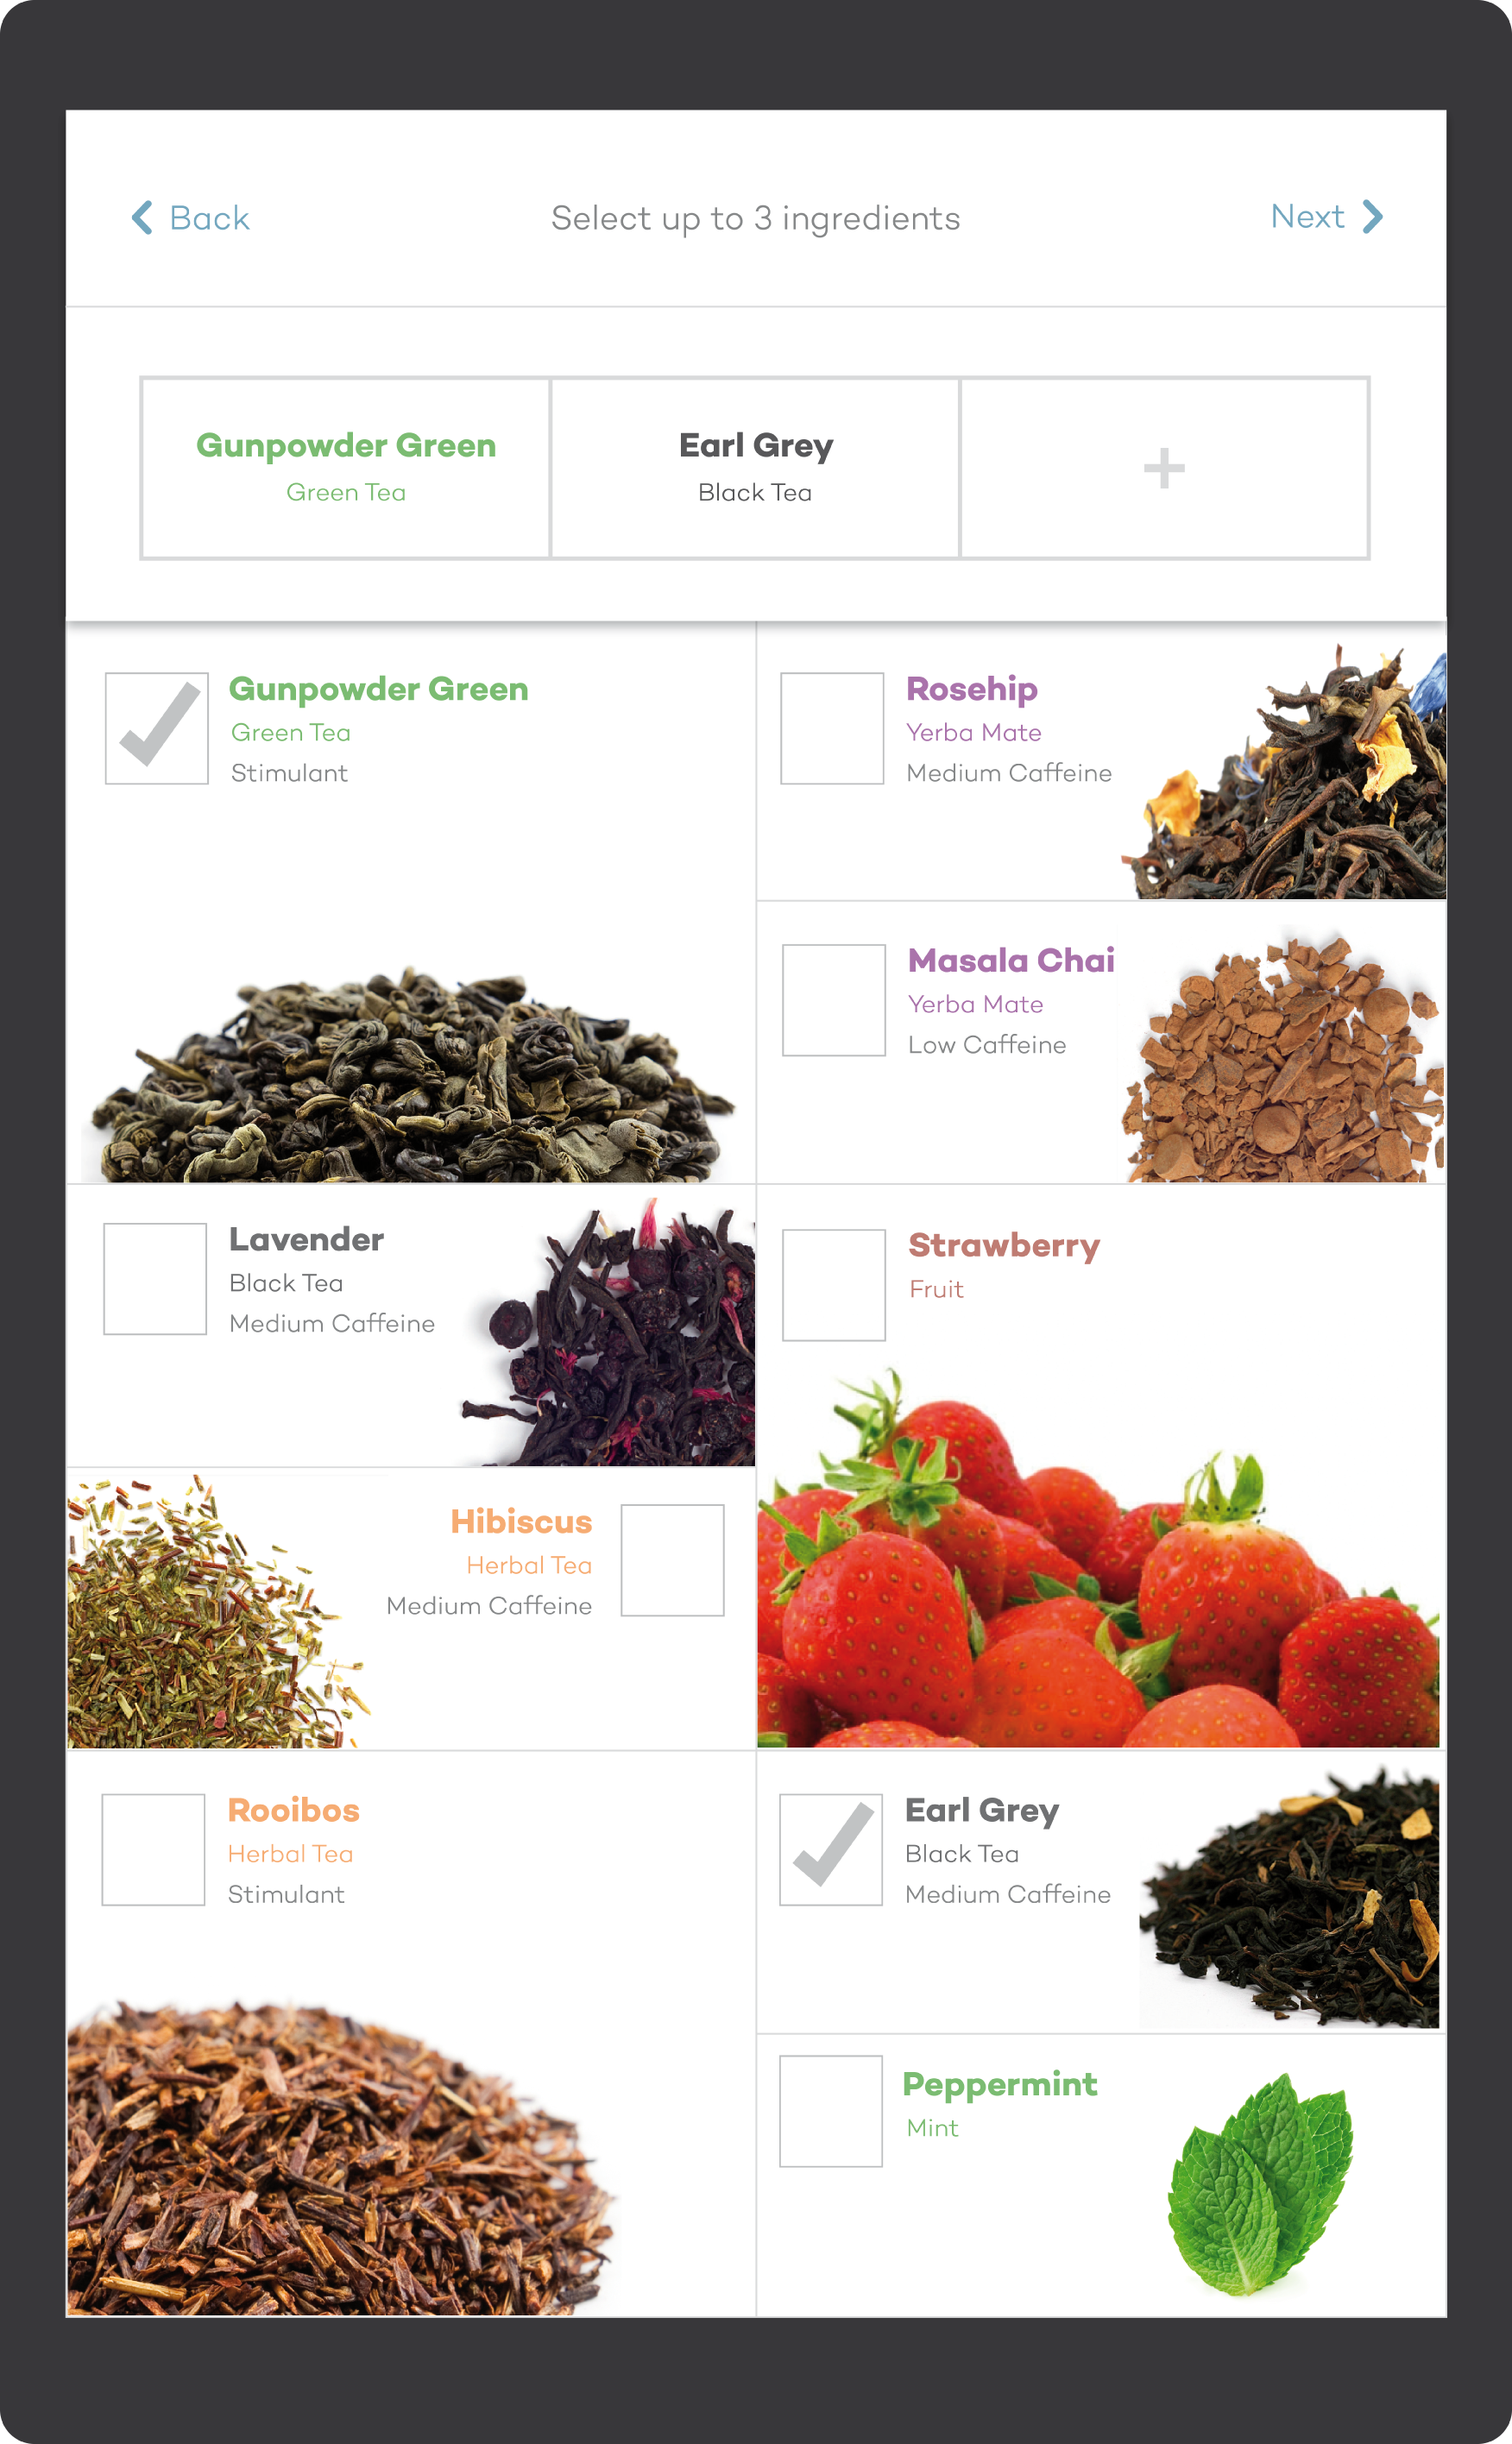 Back
Select up to 3 ingredients
Next
Gunpowder Green
Green Tea
Earl Grey
Black Tea
+
Gunpowder Green
Green Tea
Stimulant
Rosehip
Yerba Mate
Medium Caffeine
Masala Chai
Yerba Mate
Low Caffeine
Lavender
Black Tea
Medium Caffeine
Strawberry
Fruit
Hibiscus
Herbal Tea
Medium Caffeine
Rooibos
Herbal Tea
Stimulant
Earl Grey
Black Tea
Medium Caffeine
Peppermint
Mint